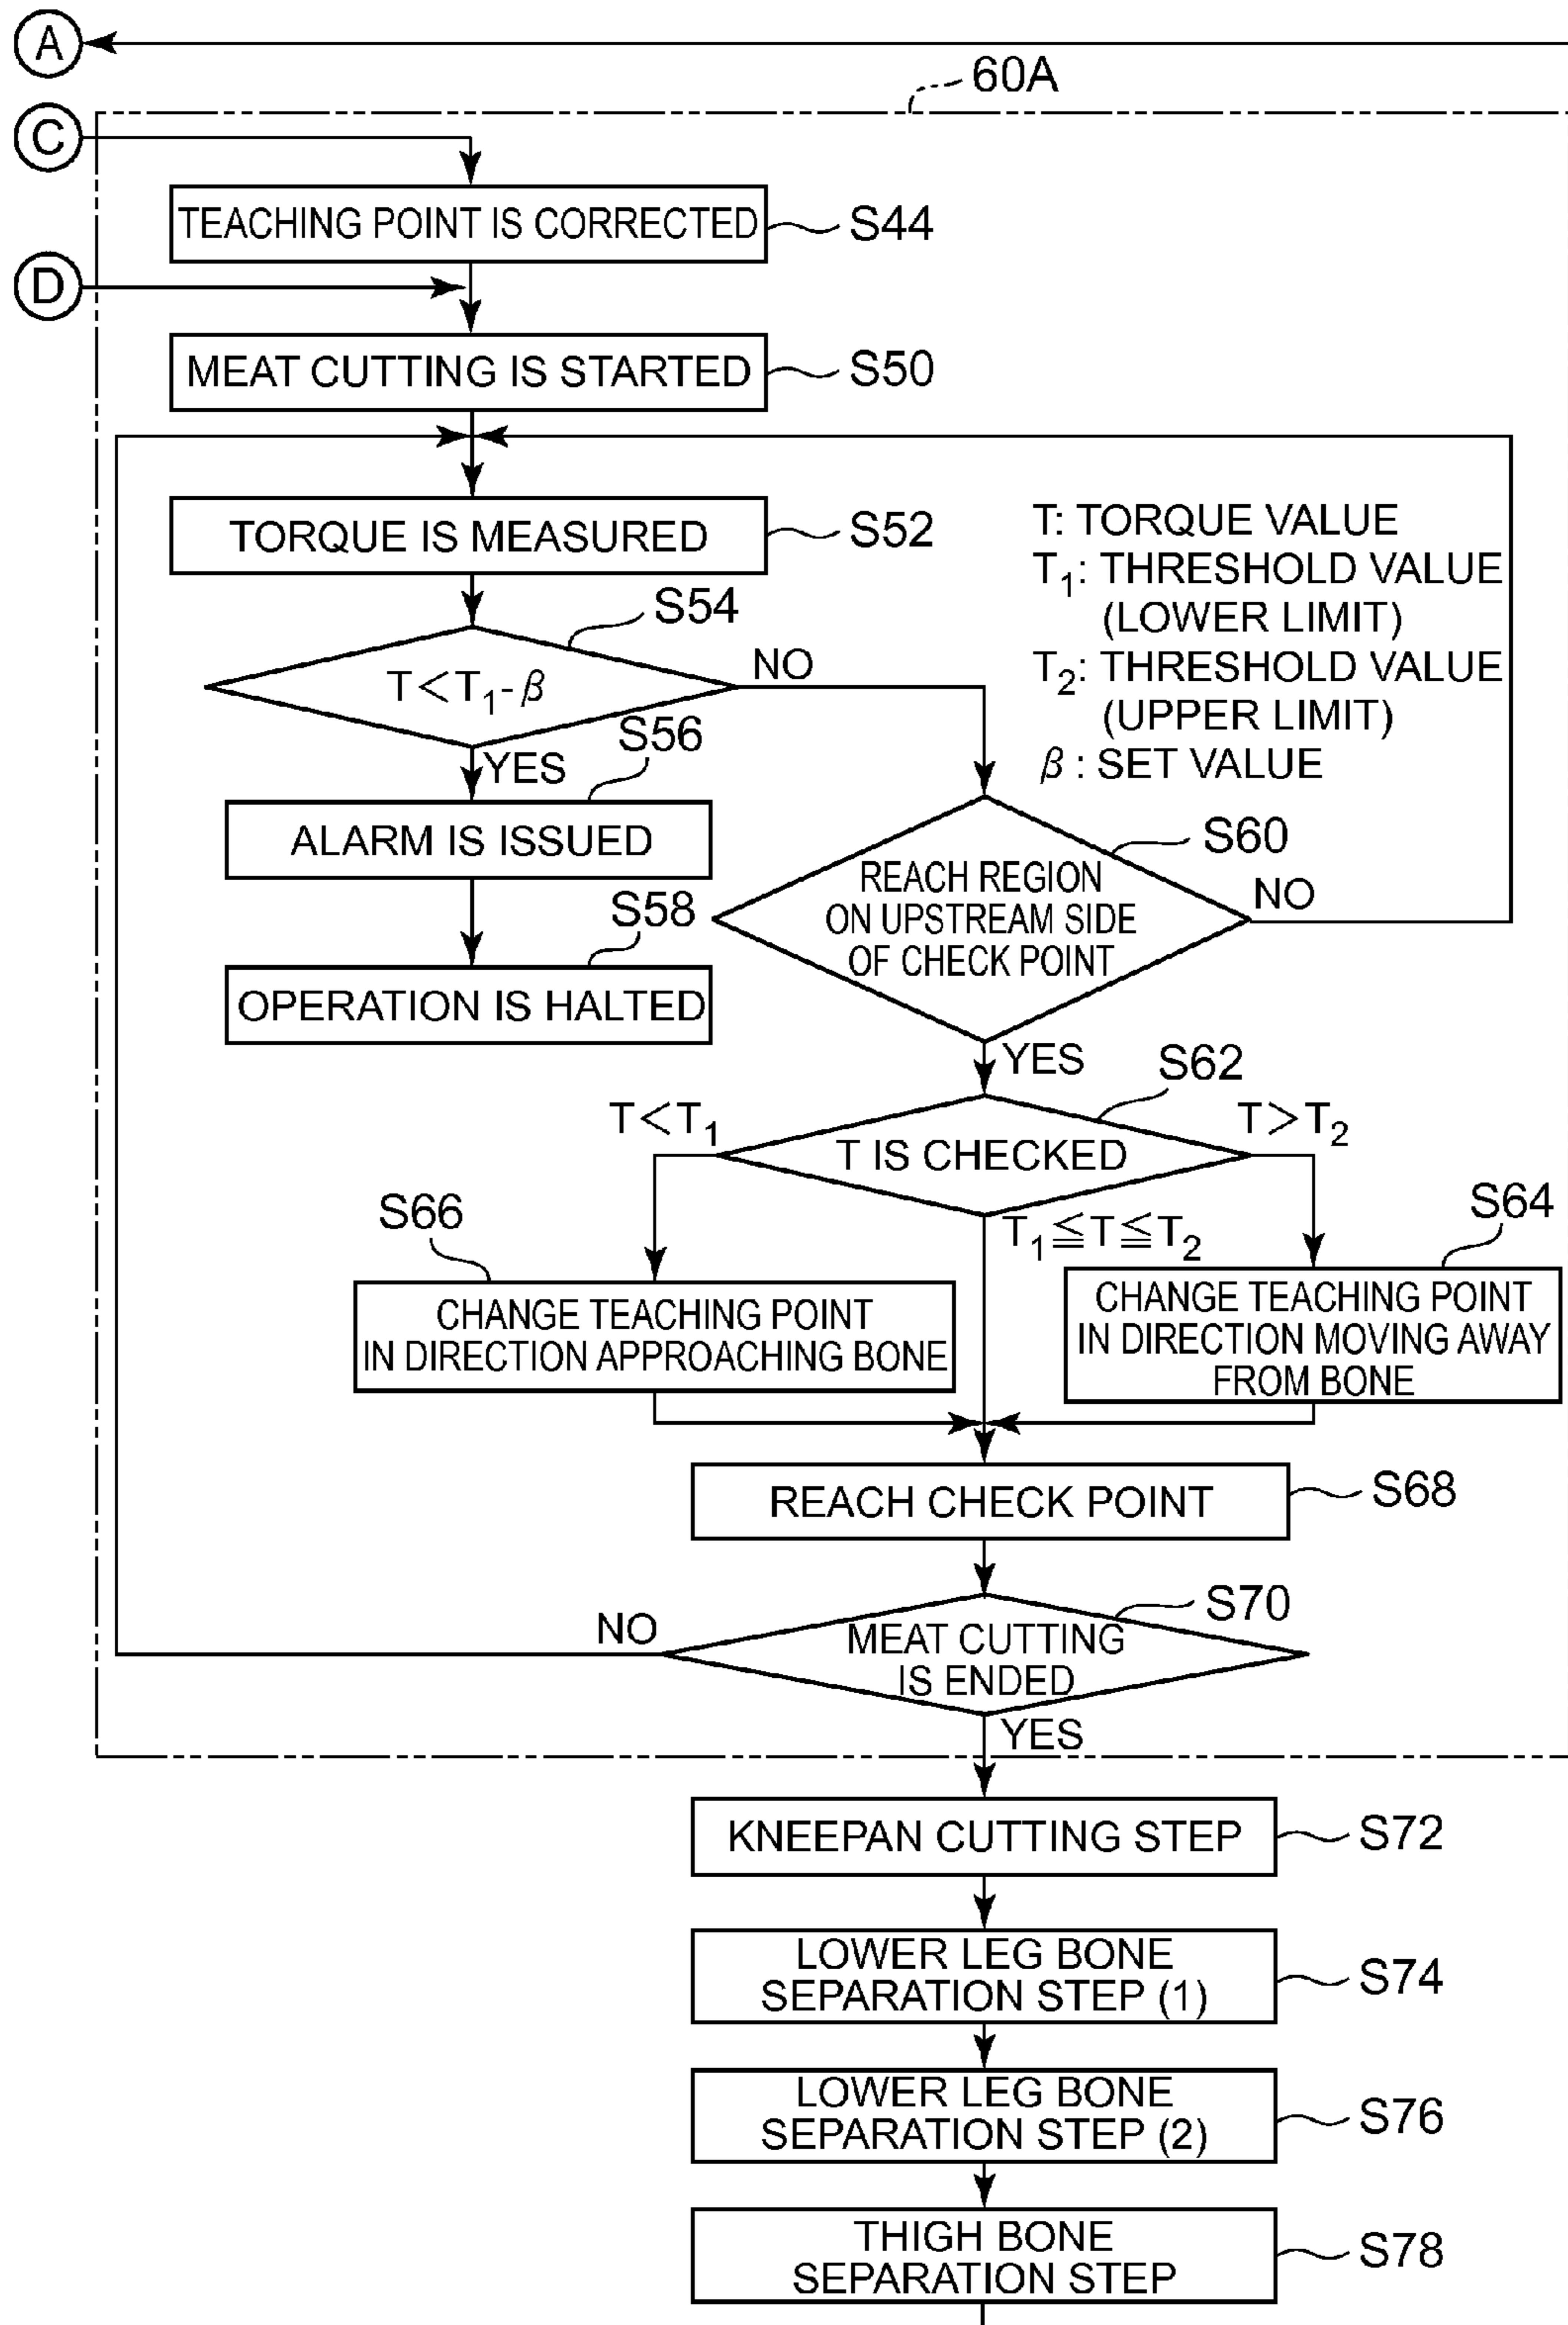 A
60A
C
TEACHING POINT IS CORRECTED
S44
D
MEAT CUTTING IS STARTED
S50
TORQUE IS MEASURED
S52
T: TORQUE VALUE
T₁: THRESHOLD VALUE
(LOWER LIMIT)
T₂: THRESHOLD VALUE
(UPPER LIMIT)
β: SET VALUE
S54
T<T₁-β
NO
YES
S56
ALARM IS ISSUED
S58
OPERATION IS HALTED
S60
REACH REGION
ON UPSTREAM SIDE
OF CHECK POINT
NO
YES
S62
T<T₁
T IS CHECKED
T>T₂
T₁≦T≦T₂
S66
CHANGE TEACHING POINT
IN DIRECTION APPROACHING BONE
S64
CHANGE TEACHING POINT
IN DIRECTION MOVING AWAY
FROM BONE
REACH CHECK POINT
S68
S70
NO
MEAT CUTTING
IS ENDED
YES
KNEEPAN CUTTING STEP
S72
LOWER LEG BONE
SEPARATION STEP (1)
S74
LOWER LEG BONE
SEPARATION STEP (2)
S76
THIGH BONE
SEPARATION STEP
S78